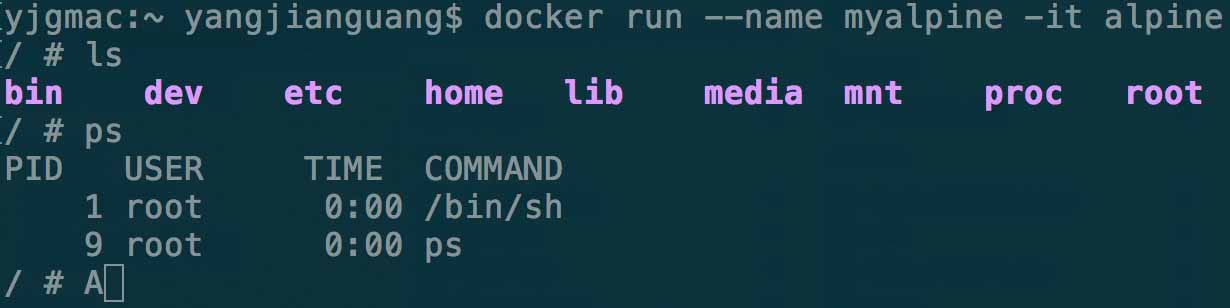 yjgmac:~ yangjianguang$ docker run --name myalpine -it alpine
/ # ls
bin dev etc home lib media mnt proc root
/ # ps
PID USER TIME COMMAND
1 root 0:00 /bin/sh
9 root 0:00 ps
/ # A